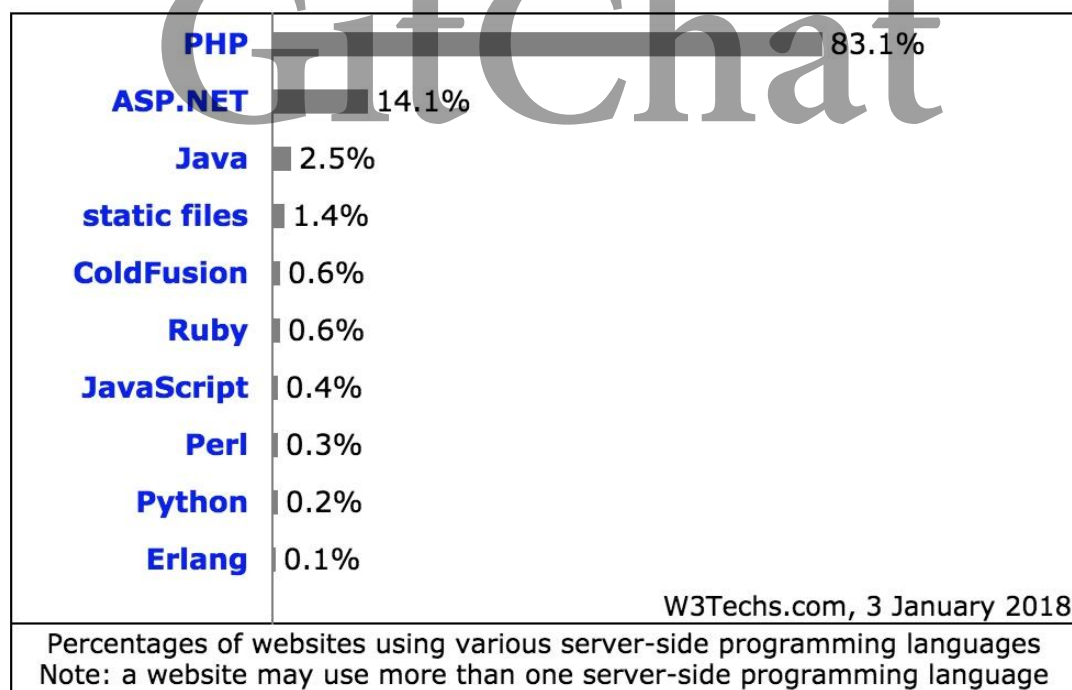 GitChat
PHP 83.1%
ASP.NET 14.1%
Java 2.5%
static files 1.4%
ColdFusion 0.6%
Ruby 0.6%
JavaScript 0.4%
Perl 0.3%
Python 0.2%
Erlang 0.1%
W3Techs.com, 3 January 2018
Percentages of websites using various server-side programming languages
Note: a website may use more than one server-side programming language